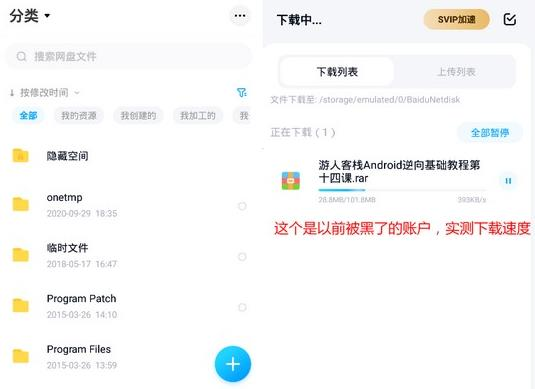 分类
搜索网盘文件
按修改时间
全部 我的资源 我创建的 我加工的 我
隐藏空间
onetmp
2020-09-29 18:35
临时文件
2018-05-17 16:47
Program Patch
2015-03-26 14:10
Program Files
2015-03-26 13:59
下载中...
SVIP加速
下载列表 上传列表
文件下载至: /storage/emulated/0/BaiduNetdisk
正在下载（1） 全部暂停
游人客栈Android逆向基础教程第
十四课.rar
28.8MB/101.8MB 393KB/s
这个是以前被黑了的账户，实测下载速度